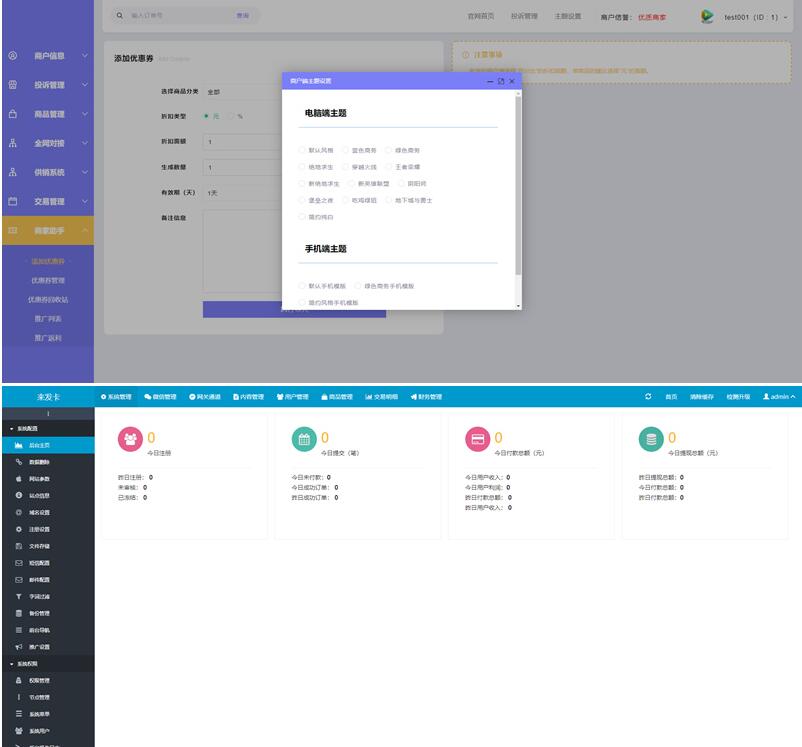 输入订单号 查询 官网首页 投诉管理 主题设置 商户信誉：优质商家 test001（ID：1）
商户信息
投诉管理
商品管理
全网对接
供销系统
交易管理
商家助手
添加优惠券
优惠券管理
优惠券回收站
推广列表
推广返利
添加优惠券 Add Coupon
选择商品分类 全部
折扣类型 元 %
折扣面额 1
生成数量 1
有效期（天） 1天
备注信息
注意事项
商户端主题设置
电脑端主题
默认风格 蓝色商务 绿色商务
绝地求生 穿越火线 王者荣耀
新绝地求生 新英雄联盟 阴阳师
堡垒之夜 吃鸡绿钻 地下城与勇士
简约纯白
手机端主题
默认手机模版 绿色商务手机模版
简约风格手机模版
来发卡 系统管理 微信管理 网关通道 内容管理 用户管理 商品管理 交易明细 财务管理 首页 清除缓存 检测升级 admin
系统配置
后台主页
数据删除
网站参数
站点信息
域名设置
注册设置
文件存储
短信配置
邮件配置
字词过滤
备份管理
后台导航
推广设置
系统权限
权限管理
节点管理
系统菜单
系统用户
0
今日注册
昨日注册：0
未审核：0
已冻结：0
0
今日提交（笔）
今日未付款：0
今日成功订单：0
昨日成功订单：0
0
今日付款总额（元）
今日用户收入：0
今日用户利润：0
昨日付款总额：0
昨日用户收入：0
0
今日提现总额（元）
昨日提现总额：0
今日付款总额：0
昨日付款总额：0